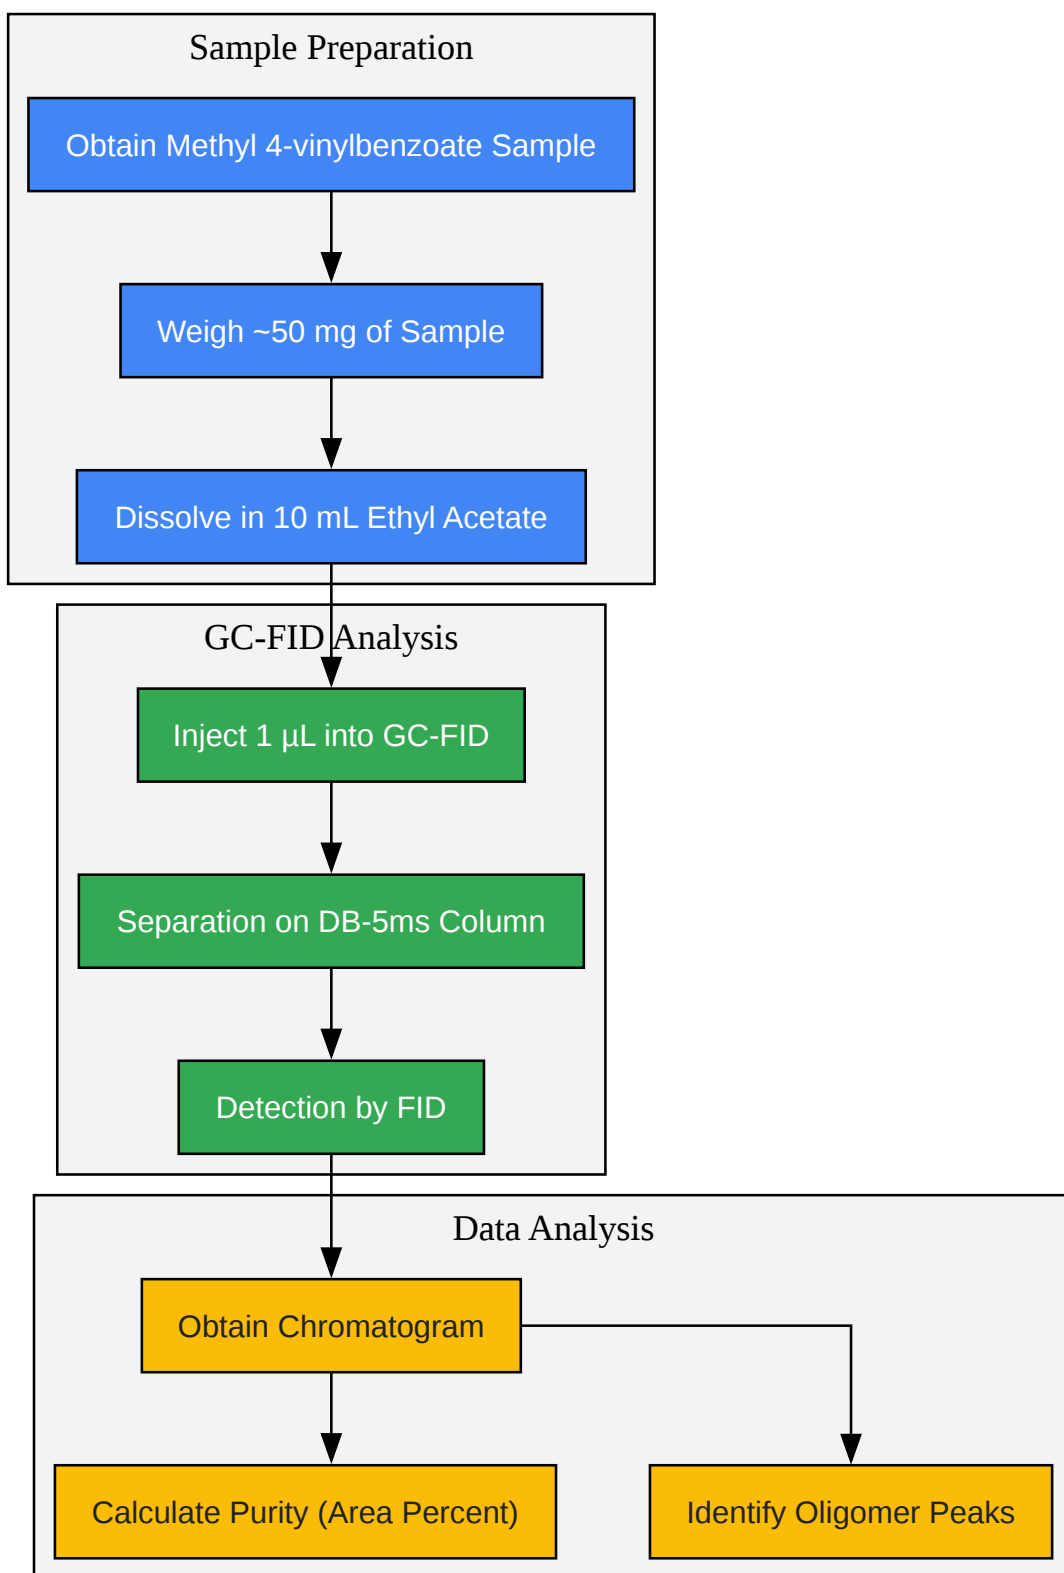 Sample Preparation
Obtain Methyl 4-vinylbenzoate Sample
Weigh ~50 mg of Sample
Dissolve in 10 mL Ethyl Acetate
GC-FID Analysis
Inject 1 µL into GC-FID
Separation on DB-5ms Column
Detection by FID
Data Analysis
Obtain Chromatogram
Calculate Purity (Area Percent)
Identify Oligomer Peaks